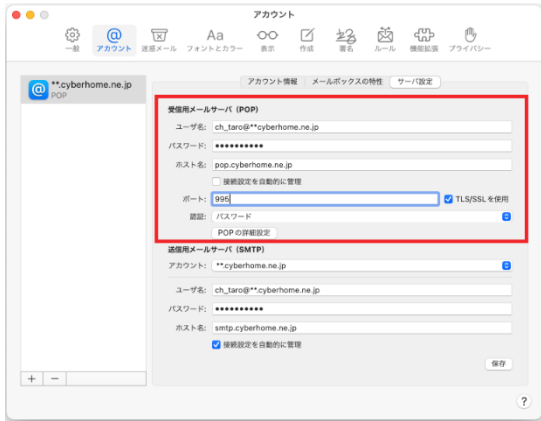 アカウント
一般 アカウント 迷惑メール フォントとカラー 表示 作成 署名 ルール 機能拡張 プライバシー
Aa
**.cyberhome.ne.jp
POP
アカウント情報 メールボックスの特性 サーバ設定
受信用メールサーバ (POP)
ユーザ名: ch_taro@**cyberhome.ne.jp
パスワード: ••••••••••
ホスト名: pop.cyberhome.ne.jp
接続設定を自動的に管理
ポート: 995 TLS/SSL を使用
認証: パスワード
POP の詳細設定
送信用メールサーバ (SMTP)
アカウント: **.cyberhome.ne.jp
ユーザ名: ch_taro@**.cyberhome.ne.jp
パスワード: ••••••••••
ホスト名: smtp.cyberhome.ne.jp
接続設定を自動的に管理
保存
+ −
?